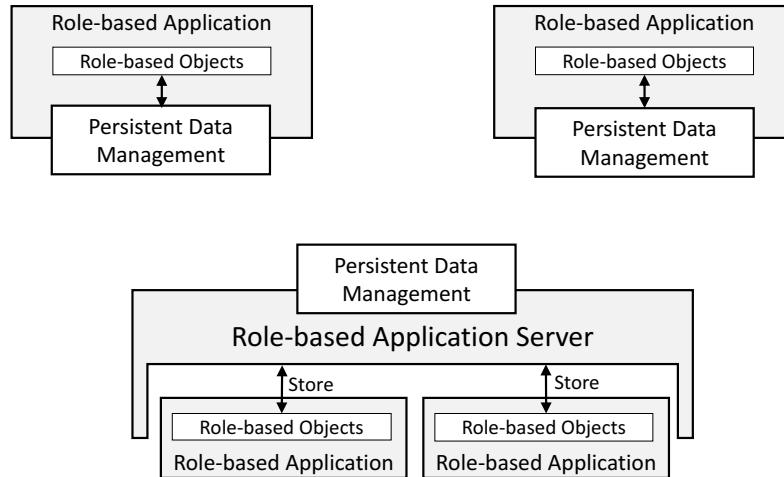 Role-based Application
Role-based Objects
Persistent Data
Management
Role-based Application
Role-based Objects
Persistent Data
Management
Persistent Data
Management
Role-based Application Server
Store
Store
Role-based Objects
Role-based Objects
Role-based Application
Role-based Application